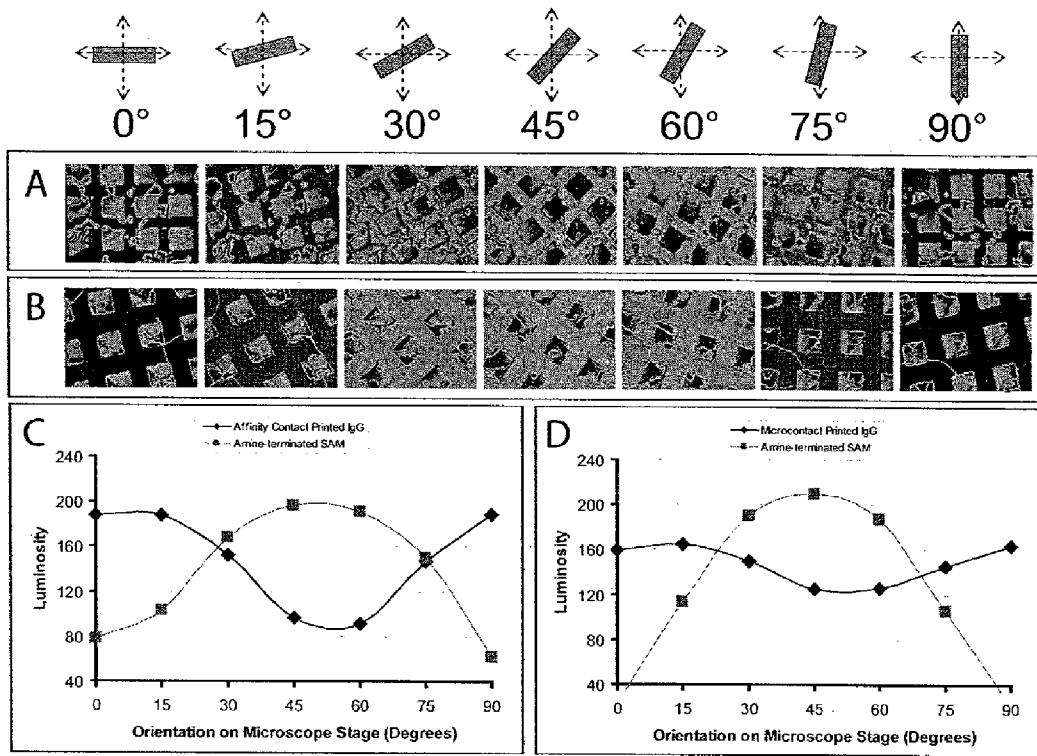 0° 15° 30° 45° 60° 75° 90°
A
B
C
Affinity Contact Printed IgG
Amine-terminated SAM
240
200
160
120
80
40
Luminosity
0 15 30 45 60 75 90
Orientation on Microscope Stage (Degrees)
D
Microcontact Printed IgG
Amine-terminated SAM
240
200
160
120
80
40
Luminosity
0 15 30 45 60 75 90
Orientation on Microscope Stage (Degrees)